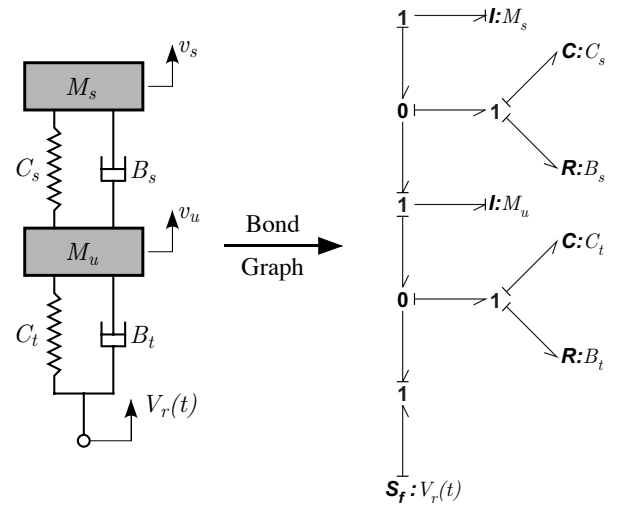 v_s
M_s
C_s
B_s
v_u
M_u
C_t
B_t
V_r(t)
Bond
Graph
1
I:M_s
C:C_s
0
1
R:B_s
1
I:M_u
C:C_t
0
1
R:B_t
1
S_f:V_r(t)